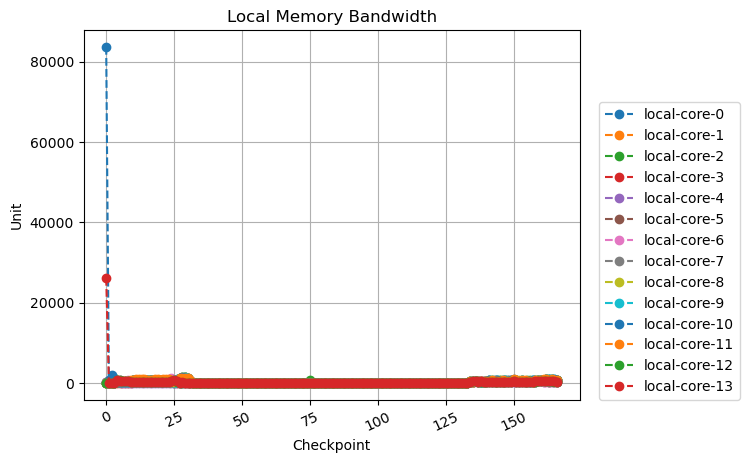 Local Memory Bandwidth
Unit
80000
60000
40000
20000
0
0
25
50
75
100
125
150
Checkpoint
local-core-0
local-core-1
local-core-2
local-core-3
local-core-4
local-core-5
local-core-6
local-core-7
local-core-8
local-core-9
local-core-10
local-core-11
local-core-12
local-core-13